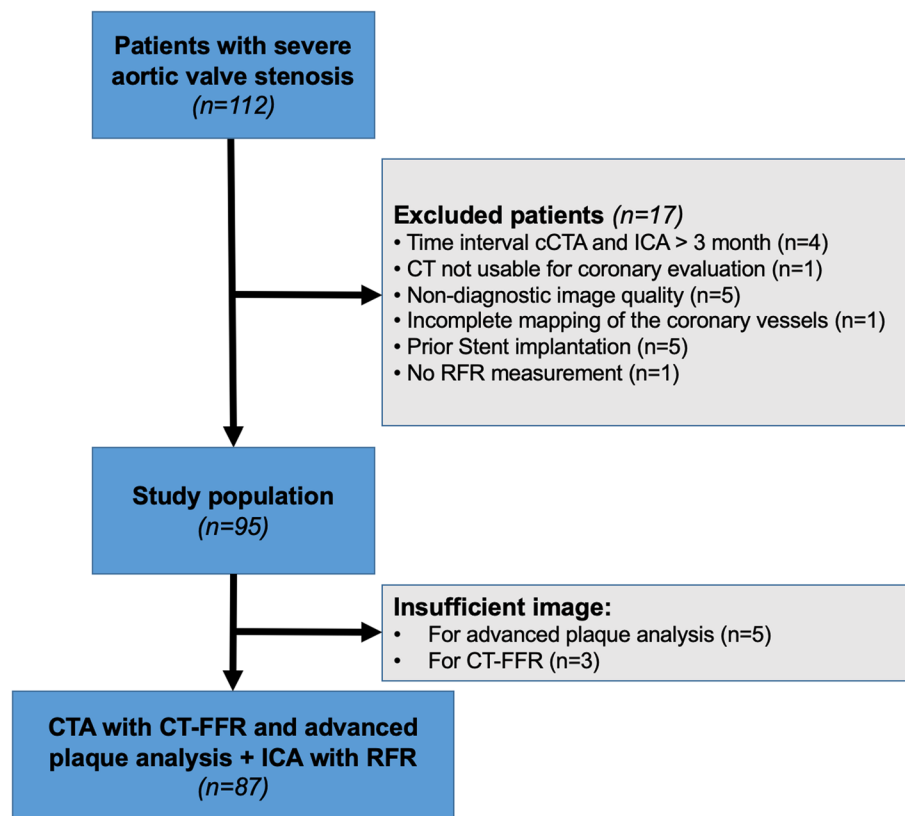 Patients with severe
aortic valve stenosis
(n=112)
Excluded patients (n=17)
• Time interval cCTA and ICA > 3 month (n=4)
• CT not usable for coronary evaluation (n=1)
• Non-diagnostic image quality (n=5)
• Incomplete mapping of the coronary vessels (n=1)
• Prior Stent implantation (n=5)
• No RFR measurement (n=1)
Study population
(n=95)
Insufficient image:
• For advanced plaque analysis (n=5)
• For CT-FFR (n=3)
CTA with CT-FFR and advanced
plaque analysis + ICA with RFR
(n=87)